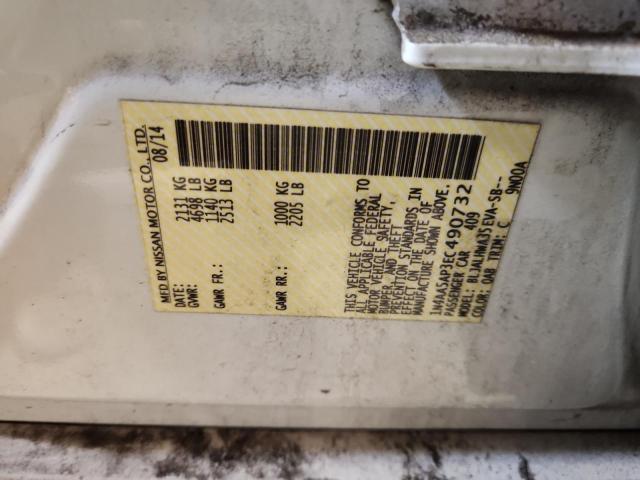 MFD BY NISSAN MOTOR CO., LTD.
DATE: 08/14
GVWR: 2131 KG
4698 LB
GAWR FR.: 1140 KG
2513 LB
GAWR RR.: 1000 KG
2205 LB
THIS VEHICLE CONFORMS TO
ALL APPLICABLE FEDERAL
MOTOR VEHICLE SAFETY,
BUMPER, AND THEFT
PREVENTION STANDARDS IN
EFFECT ON THE DATE OF
MANUFACTURE SHOWN ABOVE.
1N4AA5AP3EC490732
PASSENGER CAR 409
MODEL: BLJALHWA35EVA-SB--
COLOR: QAB TRIM: C 9N00A